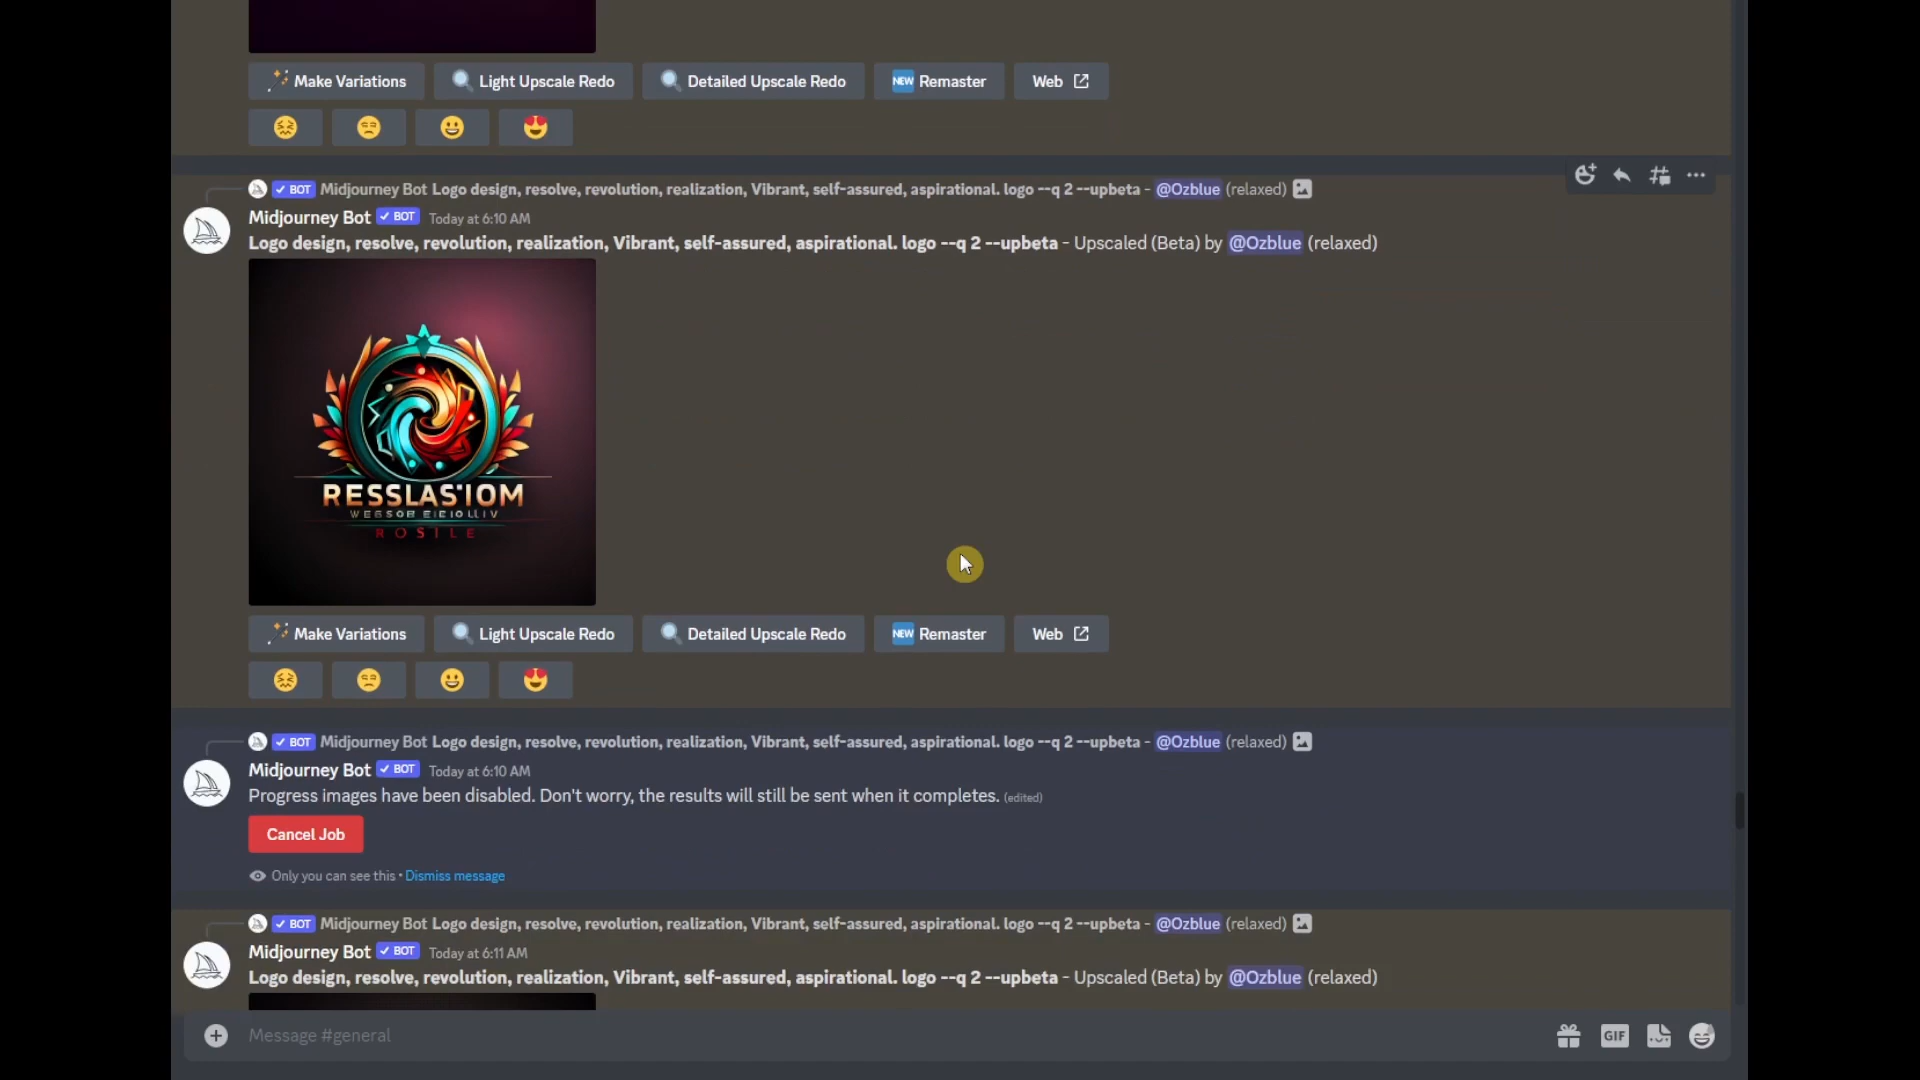 Make Variations Light Upscale Redo Detailed Upscale Redo NEW Remaster Web
BOT Midjourney Bot Logo design, resolve, revolution, realization, Vibrant, self-assured, aspirational. logo --q 2 --upbeta - @Ozblue (relaxed)
Midjourney Bot BOT Today at 6:10 AM
Logo design, resolve, revolution, realization, Vibrant, self-assured, aspirational. logo --q 2 --upbeta - Upscaled (Beta) by @Ozblue (relaxed)
RESSLAS'IOM
ROSILE
Make Variations Light Upscale Redo Detailed Upscale Redo NEW Remaster Web
BOT Midjourney Bot Logo design, resolve, revolution, realization, Vibrant, self-assured, aspirational. logo --q 2 --upbeta - @Ozblue (relaxed)
Midjourney Bot BOT Today at 6:10 AM
Progress images have been disabled. Don't worry, the results will still be sent when it completes. (edited)
Cancel Job
Only you can see this • Dismiss message
BOT Midjourney Bot Logo design, resolve, revolution, realization, Vibrant, self-assured, aspirational. logo --q 2 --upbeta - @Ozblue (relaxed)
Midjourney Bot BOT Today at 6:11 AM
Logo design, resolve, revolution, realization, Vibrant, self-assured, aspirational. logo --q 2 --upbeta - Upscaled (Beta) by @Ozblue (relaxed)
Message #general GIF